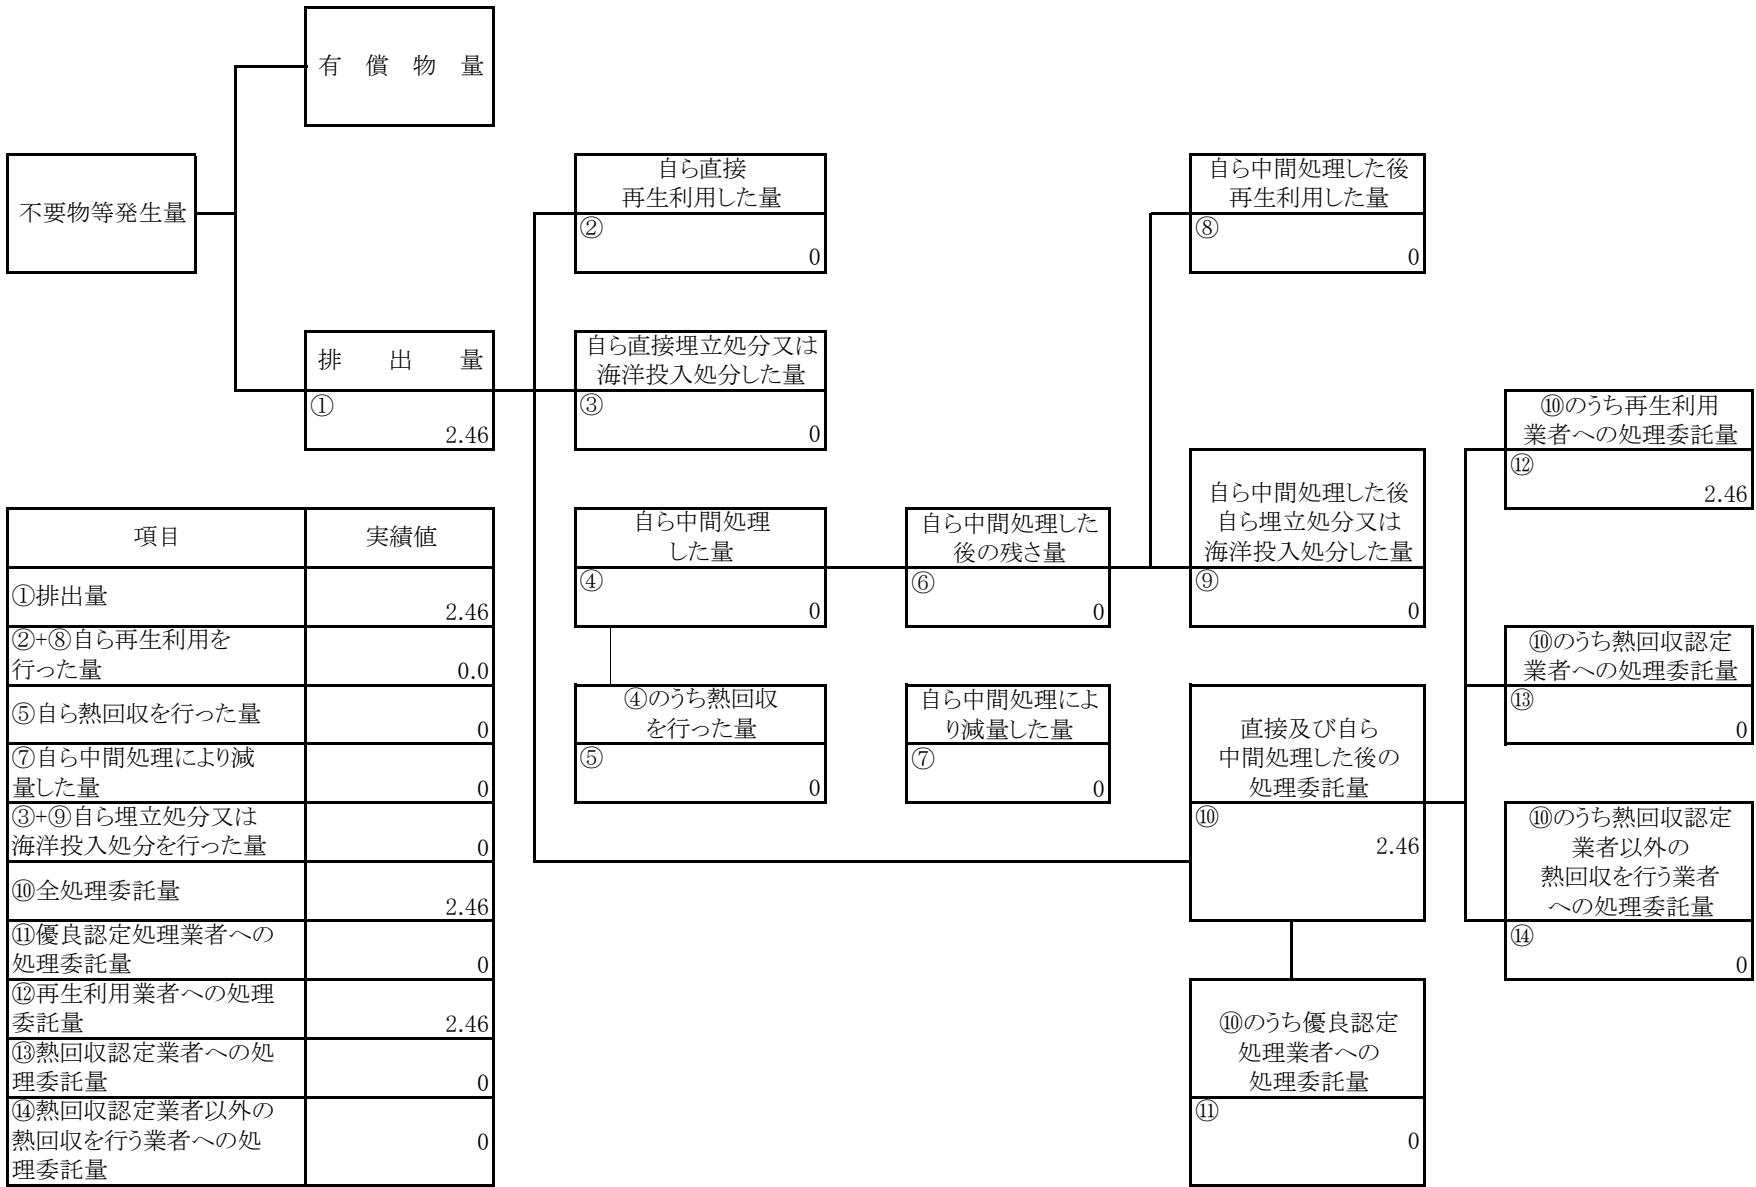 有　償　物　量
不要物等発生量
排　　出　　量
①
2.46
自ら直接
再生利用した量
②
0
自ら直接埋立処分又は
海洋投入処分した量
③
0
自ら中間処理
した量
④
0
④のうち熱回収
を行った量
⑤
0
自ら中間処理した
後の残さ量
⑥
0
自ら中間処理によ
り減量した量
⑦
0
自ら中間処理した後
再生利用した量
⑧
0
自ら中間処理した後
自ら埋立処分又は
海洋投入処分した量
⑨
0
直接及び自ら
中間処理した後の
処理委託量
⑩
2.46
⑩のうち優良認定
処理業者への
処理委託量
⑪
0
⑩のうち再生利用
業者への処理委託量
⑫
2.46
⑩のうち熱回収認定
業者への処理委託量
⑬
0
⑩のうち熱回収認定
業者以外の
熱回収を行う業者
への処理委託量
⑭
0
項目 実績値
①排出量
2.46
②+⑧自ら再生利用を
行った量
0.0
⑤自ら熱回収を行った量
0
⑦自ら中間処理により減
量した量
0
③+⑨自ら埋立処分又は
海洋投入処分を行った量
0
⑩全処理委託量
2.46
⑪優良認定処理業者への
処理委託量
0
⑫再生利用業者への処理
委託量
2.46
⑬熱回収認定業者への処
理委託量
0
⑭熱回収認定業者以外の
熱回収を行う業者への処
理委託量
0